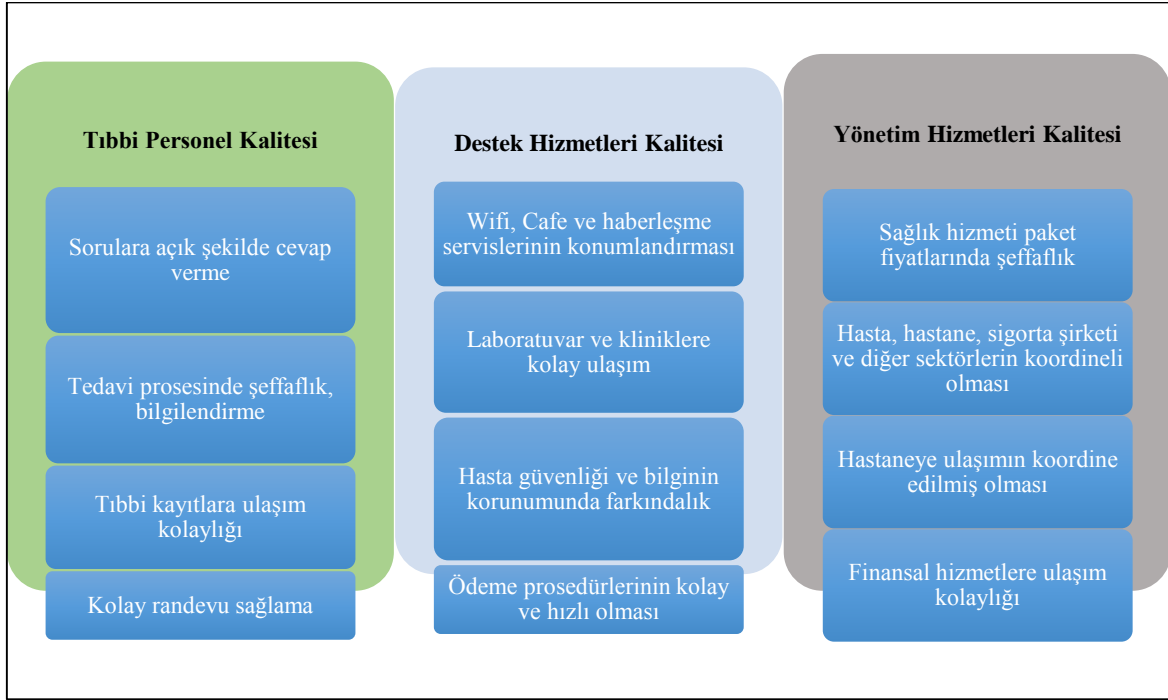 Tıbbi Personel Kalitesi
Sorulara açık şekilde cevap
verme
Tedavi prosesinde şeffaflık,
bilgilendirme
Tıbbi kayıtlara ulaşım
kolaylığı
Kolay randevu sağlama
Destek Hizmetleri Kalitesi
Wifi, Cafe ve haberleşme
servislerinin konumlandırması
Laboratuvar ve kliniklere
kolay ulaşım
Hasta güvenliği ve bilginin
korunumunda farkındalık
Ödeme prosedürlerinin kolay
ve hızlı olması
Yönetim Hizmetleri Kalitesi
Sağlık hizmeti paket
fiyatlarında şeffaflık
Hasta, hastane, sigorta şirketi
ve diğer sektörlerin koordineli
olması
Hastaneye ulaşımın koordine
edilmiş olması
Finansal hizmetlere ulaşım
kolaylığı